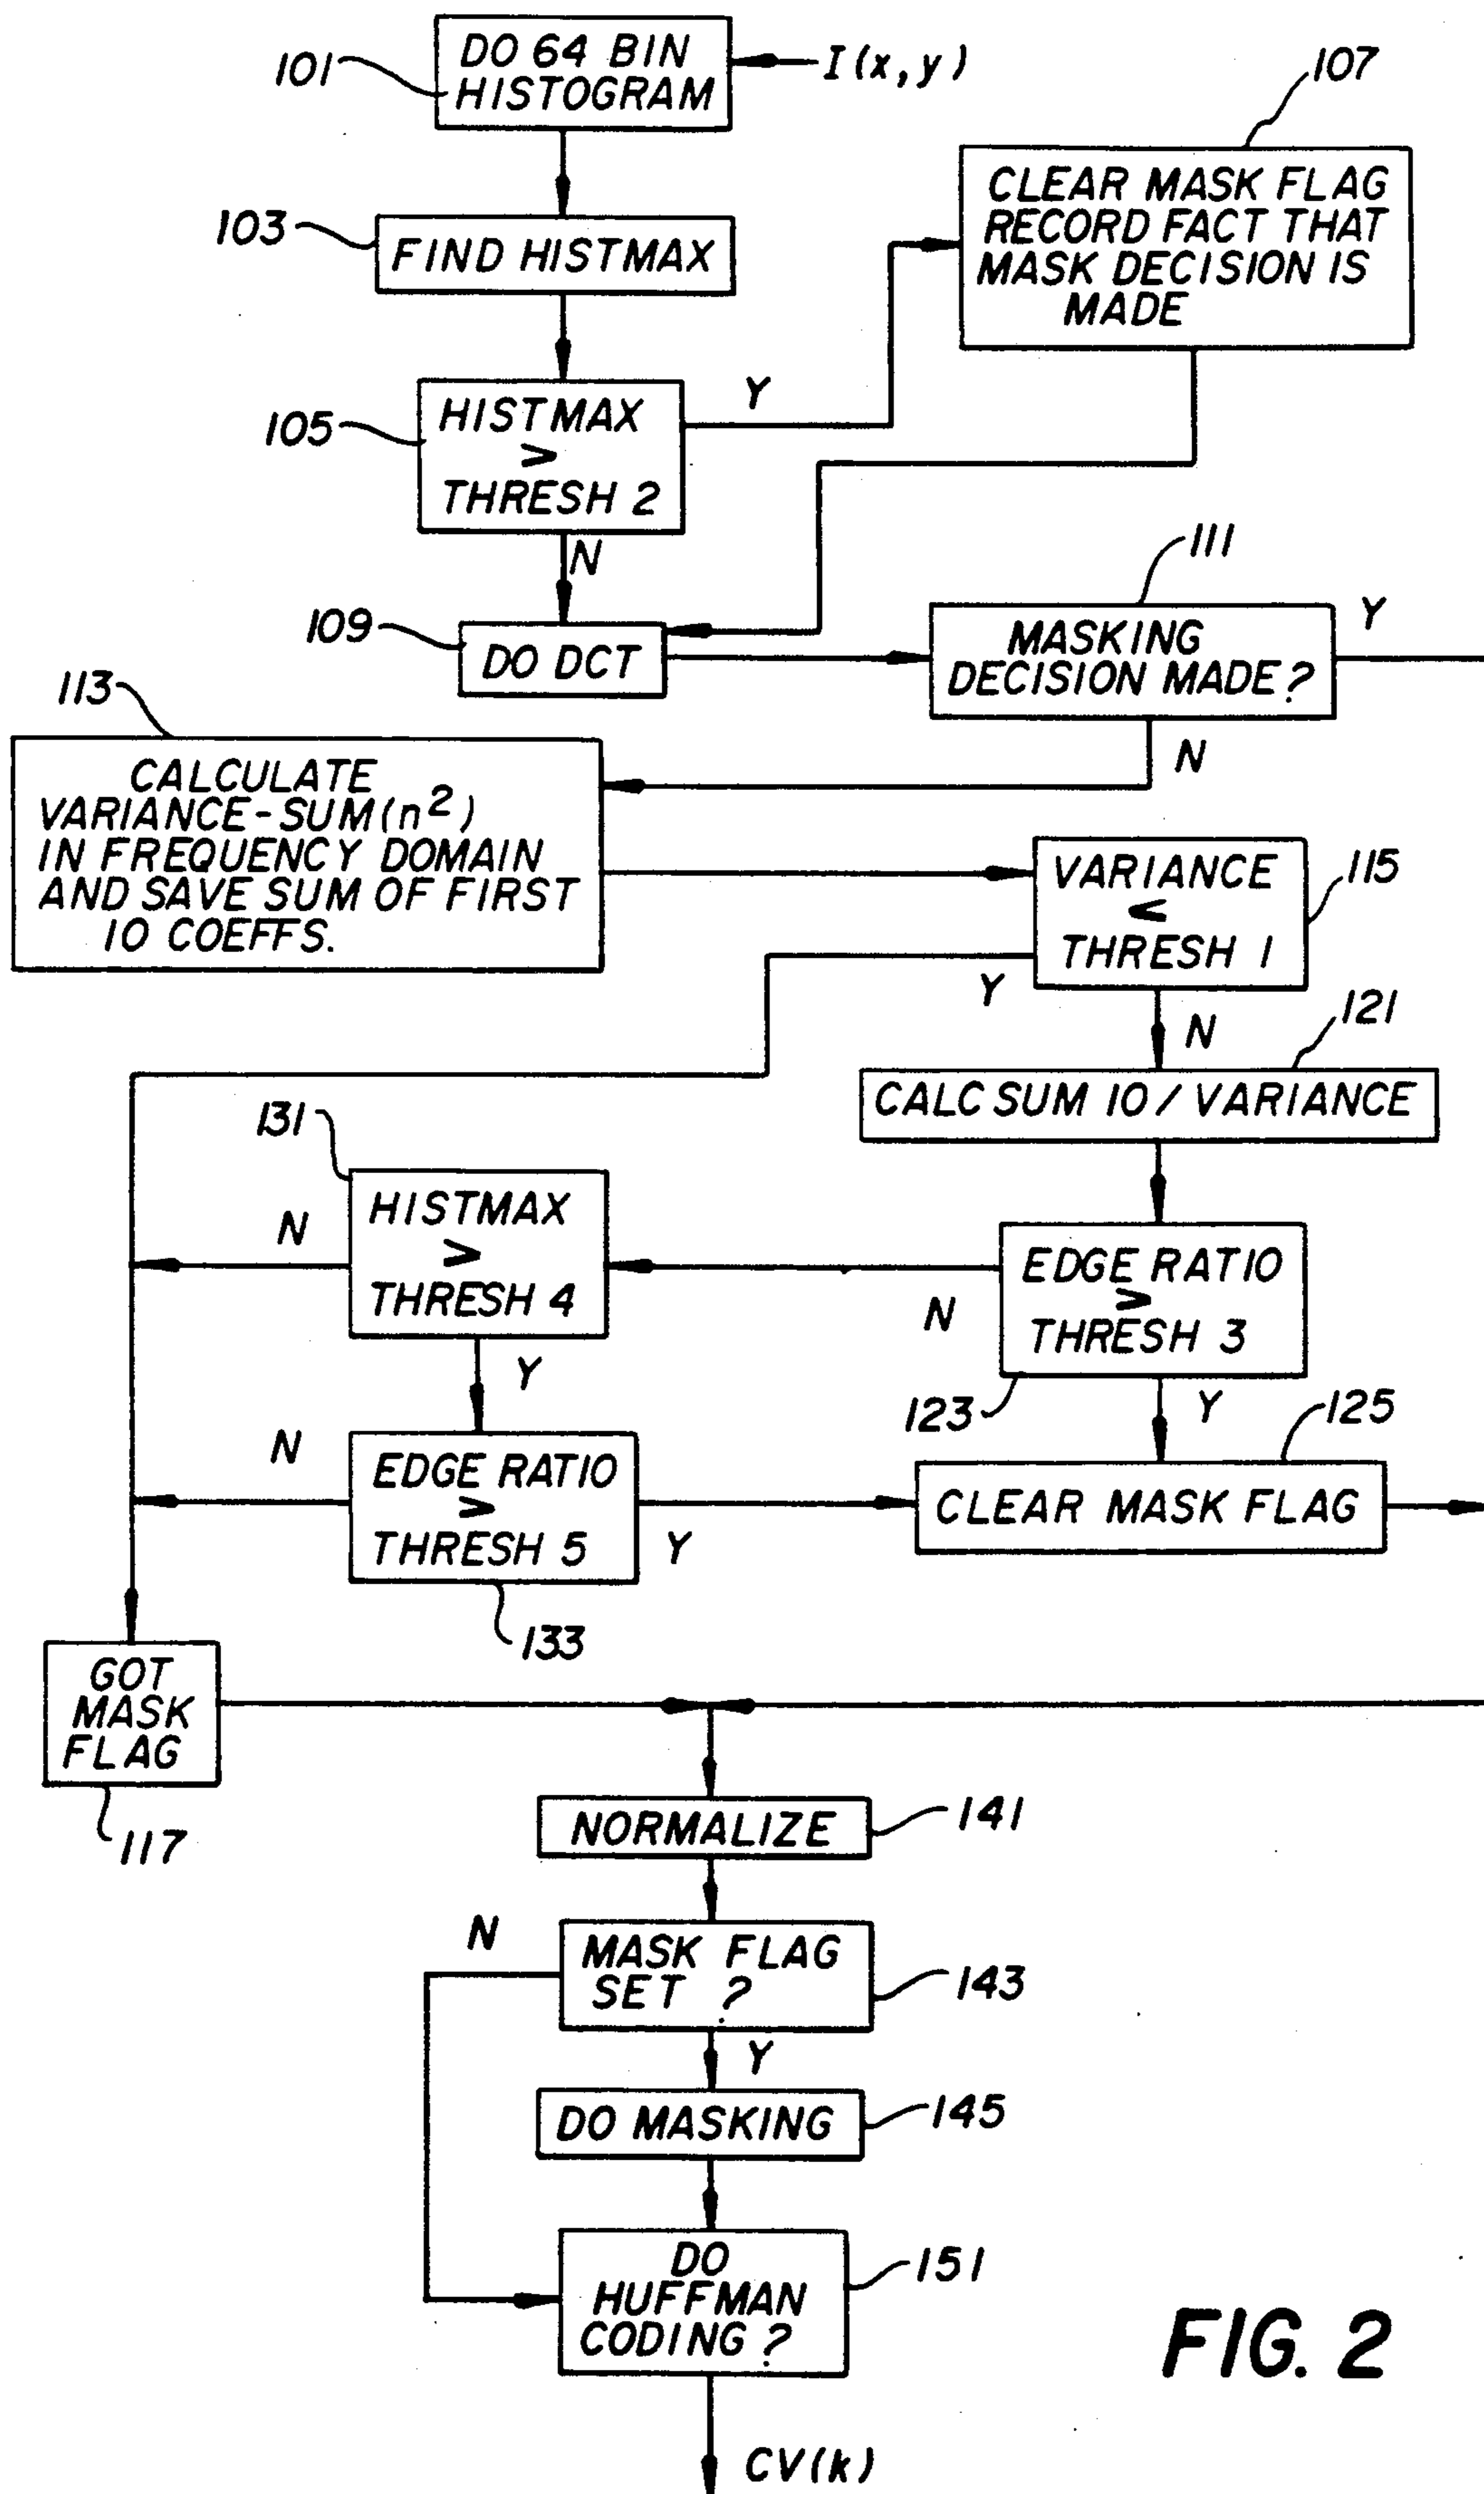 DO 64 BIN
HISTOGRAM
I(x,y)
101
107
CLEAR MASK FLAG
RECORD FACT THAT
MASK DECISION IS
MADE
103
FIND HISTMAX
105
HISTMAX
>
THRESH 2
Y
N
109
DO DCT
111
MASKING
DECISION MADE?
Y
N
113
CALCULATE
VARIANCE-SUM(n²)
IN FREQUENCY DOMAIN
AND SAVE SUM OF FIRST
10 COEFFS.
VARIANCE
<
THRESH 1
115
Y
N
121
CALC SUM 10 / VARIANCE
131
HISTMAX
>
THRESH 4
N
Y
EDGE RATIO
>
THRESH 3
N
123
Y
125
EDGE RATIO
>
THRESH 5
N
Y
133
CLEAR MASK FLAG
GOT
MASK
FLAG
117
NORMALIZE
141
MASK FLAG
SET ?
143
N
Y
DO MASKING
145
DO
HUFFMAN
CODING ?
151
CV(k)
FIG. 2